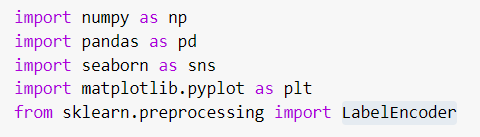 import numpy as np
import pandas as pd
import seaborn as sns
import matplotlib.pyplot as plt
from sklearn.preprocessing import LabelEncoder